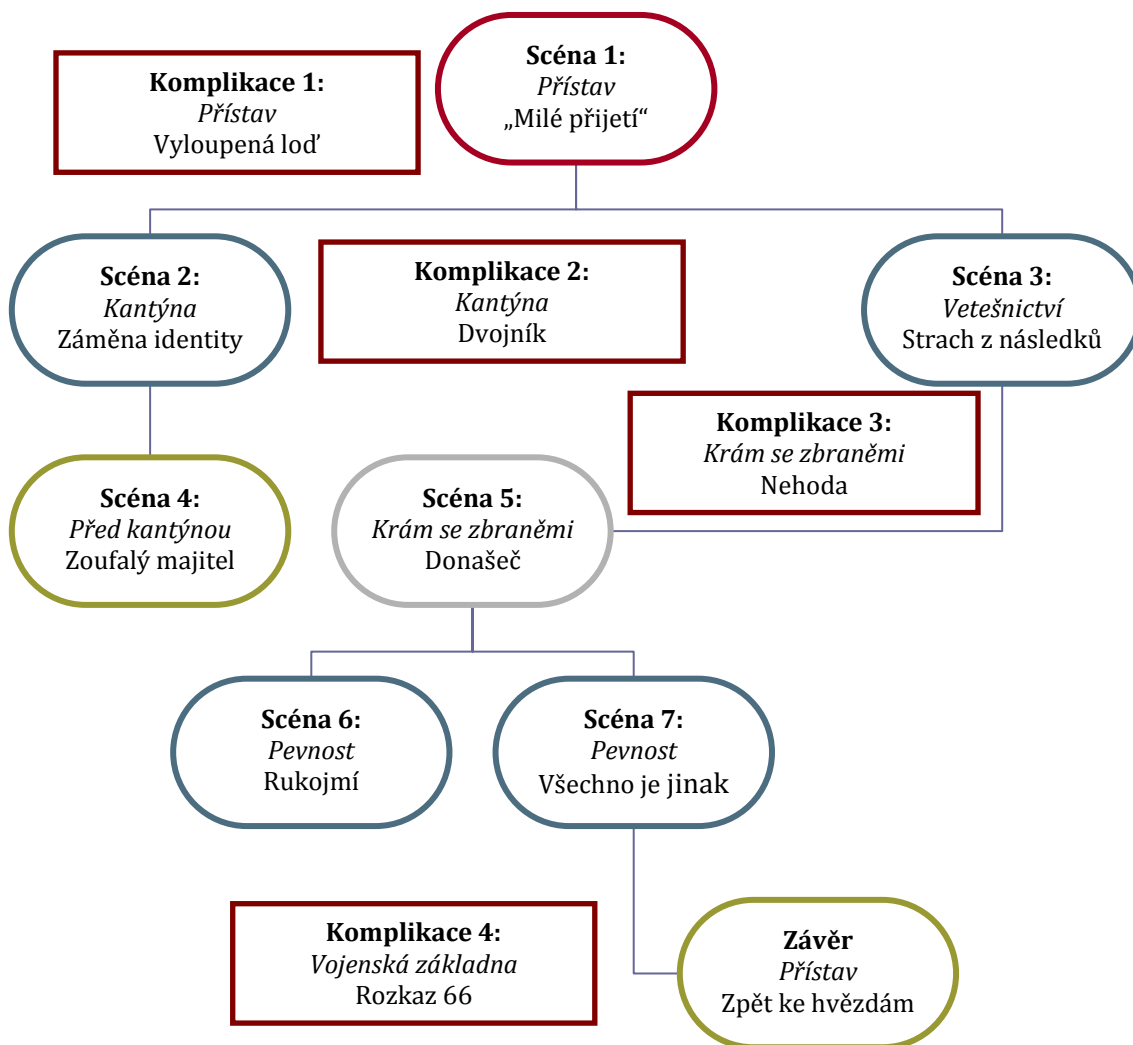 Scéna 1:
Přístav
„Milé přijetí“
Komplikace 1:
Přístav
Vyloupená loď
Scéna 2:
Kantýna
Záměna identity
Komplikace 2:
Kantýna
Dvojník
Scéna 3:
Vetešnictví
Strach z následků
Komplikace 3:
Krám se zbraněmi
Nehoda
Scéna 4:
Před kantýnou
Zoufalý majitel
Scéna 5:
Krám se zbraněmi
Donašeč
Scéna 6:
Pevnost
Rukojmí
Scéna 7:
Pevnost
Všechno je jinak
Komplikace 4:
Vojenská základna
Rozkaz 66
Závěr
Přístav
Zpět ke hvězdám